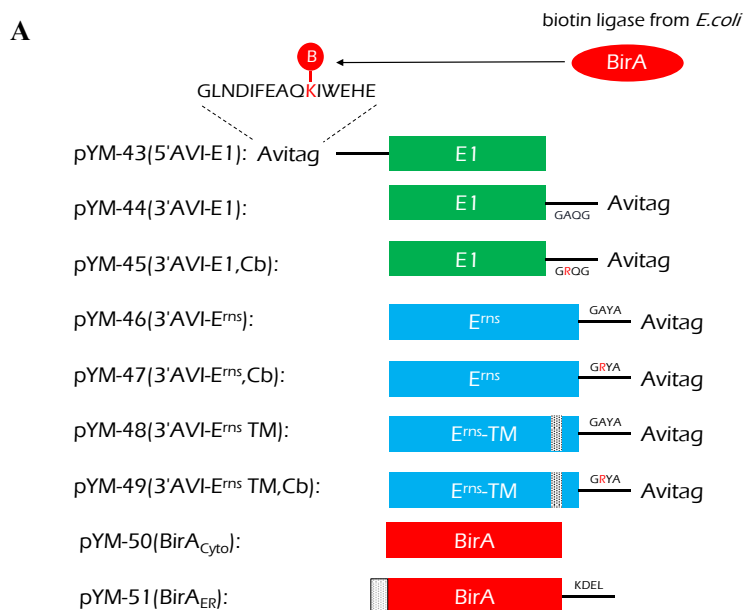 A
biotin ligase from E.coli
B
BirA
GLNDIFEAQKIWEHE
pYM-43(5'AVI-E1): Avitag E1
pYM-44(3'AVI-E1): E1 GAQG Avitag
pYM-45(3'AVI-E1,Cb): E1 GRQG Avitag
pYM-46(3'AVI-Erns): Erns GAYA Avitag
pYM-47(3'AVI-Erns,Cb): Erns GRYA Avitag
pYM-48(3'AVI-Erns TM): Erns-TM GAYA Avitag
pYM-49(3'AVI-Erns TM,Cb): Erns-TM GRYA Avitag
pYM-50(BirACyto): BirA
pYM-51(BirAER): BirA KDEL